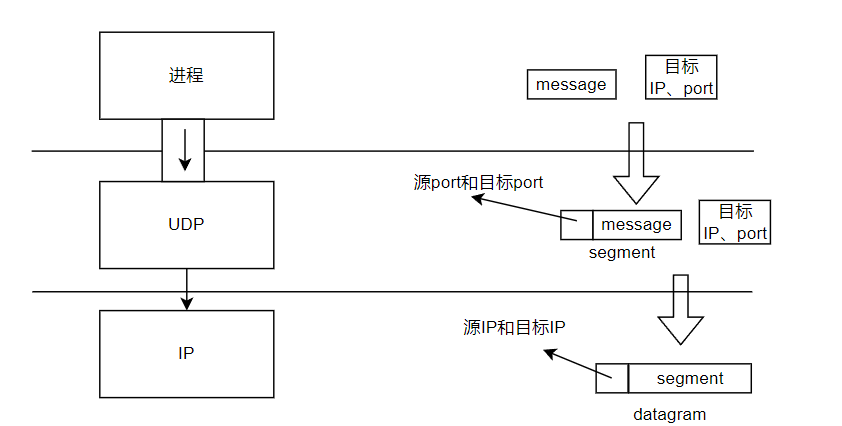 进程
message
目标
IP、port
源port和目标port
UDP
message
目标
IP、port
segment
源IP和目标IP
IP
segment
datagram